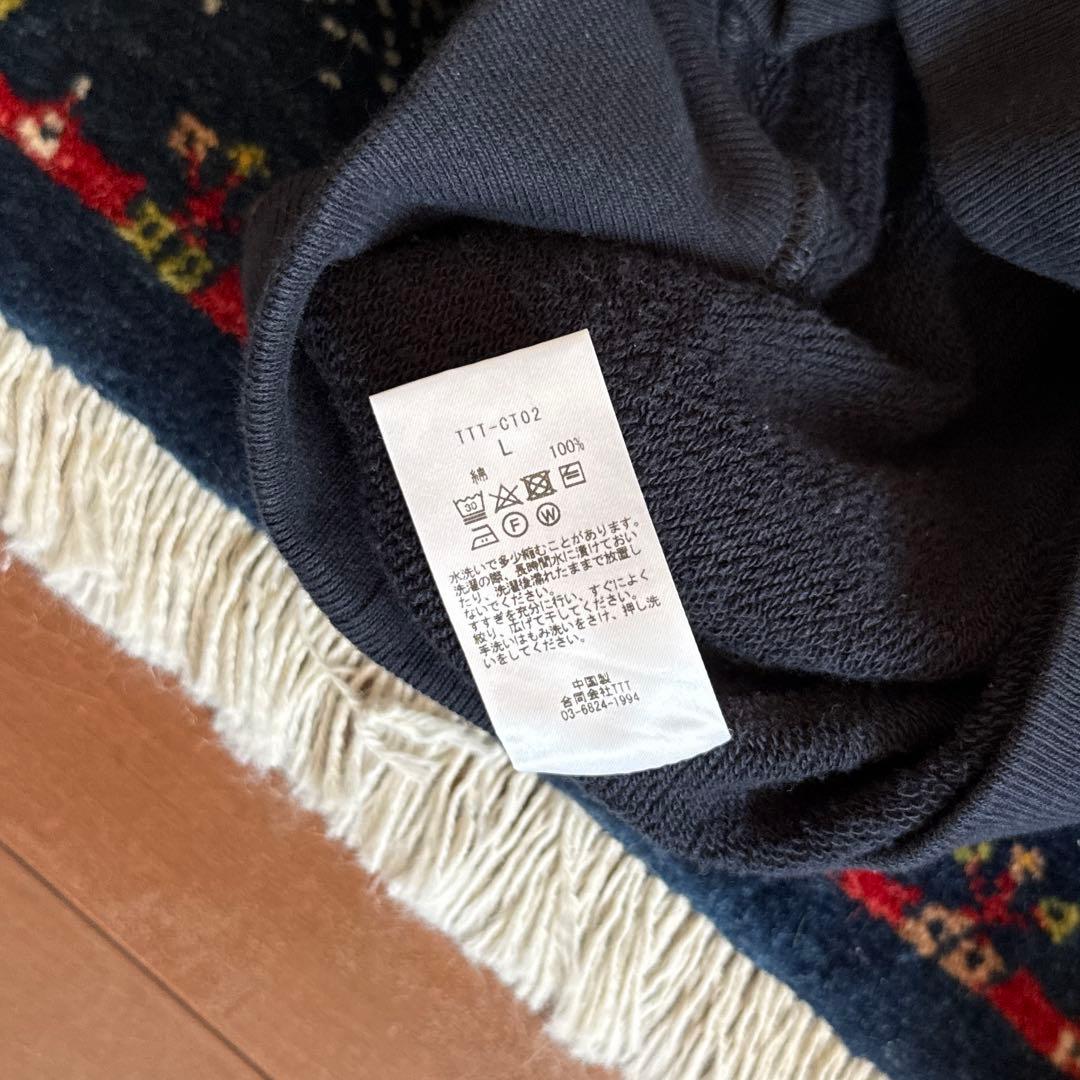 TTT-CT02
L
綿 100%
30
F W
水洗いで多少縮むことがあります。
洗濯の際、長時間水に漬けておい
たり、洗濯後濡れたままで放置し
ないでください。
すすぎを充分に行い、すぐによく
絞り、広げて干してください。
手洗いはもみ洗いをさけ、押し洗
いをしてください。
中国製
合同会社TTT
03-6824-1994